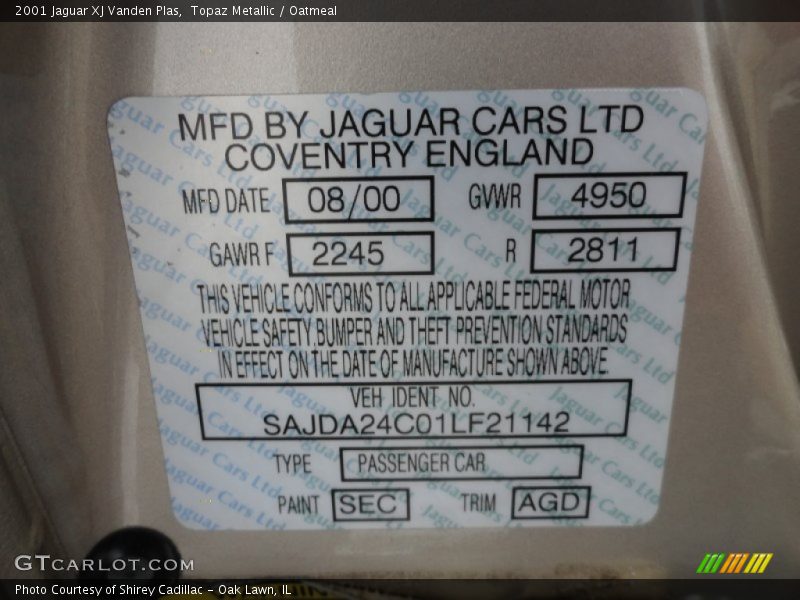 2001 Jaguar XJ Vanden Plas, Topaz Metallic / Oatmeal
MFD BY JAGUAR CARS LTD
COVENTRY ENGLAND
MFD DATE 08/00 GVWR 4950
GAWR F 2245 R 2811
THIS VEHICLE CONFORMS TO ALL APPLICABLE FEDERAL MOTOR
VEHICLE SAFETY,BUMPER AND THEFT PREVENTION STANDARDS
IN EFFECT ON THE DATE OF MANUFACTURE SHOWN ABOVE.
VEH IDENT NO.
SAJDA24C01LF21142
TYPE PASSENGER CAR
PAINT SEC TRIM AGD
GTCARLOT.COM
Photo Courtesy of Shirey Cadillac - Oak Lawn, IL